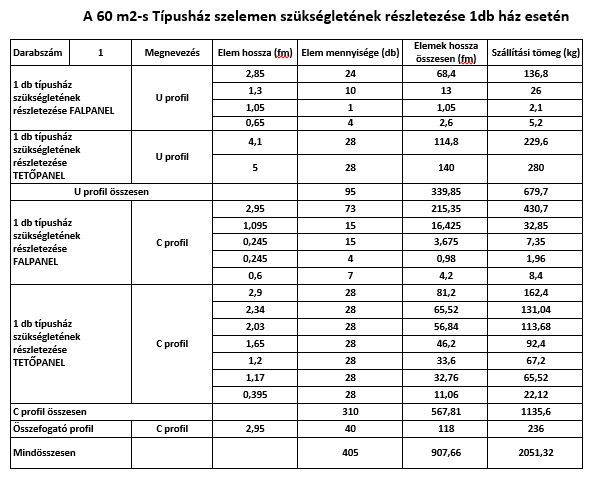 A 60 m2-s Típusház szelemen szükségletének részletezése 1db ház esetén
Darabszám 1 Megnevezés Elem hossza (fm) Elem mennyisége (db) Elemek hossza összesen (fm) Szállítási tömeg (kg)
1 db típusház
szükségletének
részletezése FALPANEL
U profil
2,85 24 68,4 136,8
1,3 10 13 26
1,05 1 1,05 2,1
0,65 4 2,6 5,2
1 db típusház
szükségletének
részletezése
TETŐPANEL
U profil
4,1 28 114,8 229,6
5 28 140 280
U profil összesen 95 339,85 679,7
1 db típusház
szükségletének
részletezése
FALPANEL
C profil
2,95 73 215,35 430,7
1,095 15 16,425 32,85
0,245 15 3,675 7,35
0,245 4 0,98 1,96
0,6 7 4,2 8,4
1 db típusház
szükségletének
részletezése
TETŐPANEL
C profil
2,9 28 81,2 162,4
2,34 28 65,52 131,04
2,03 28 56,84 113,68
1,65 28 46,2 92,4
1,2 28 33,6 67,2
1,17 28 32,76 65,52
0,395 28 11,06 22,12
C profil összesen 310 567,81 1135,6
Összefogató profil C profil 2,95 40 118 236
Mindösszesen 405 907,66 2051,32